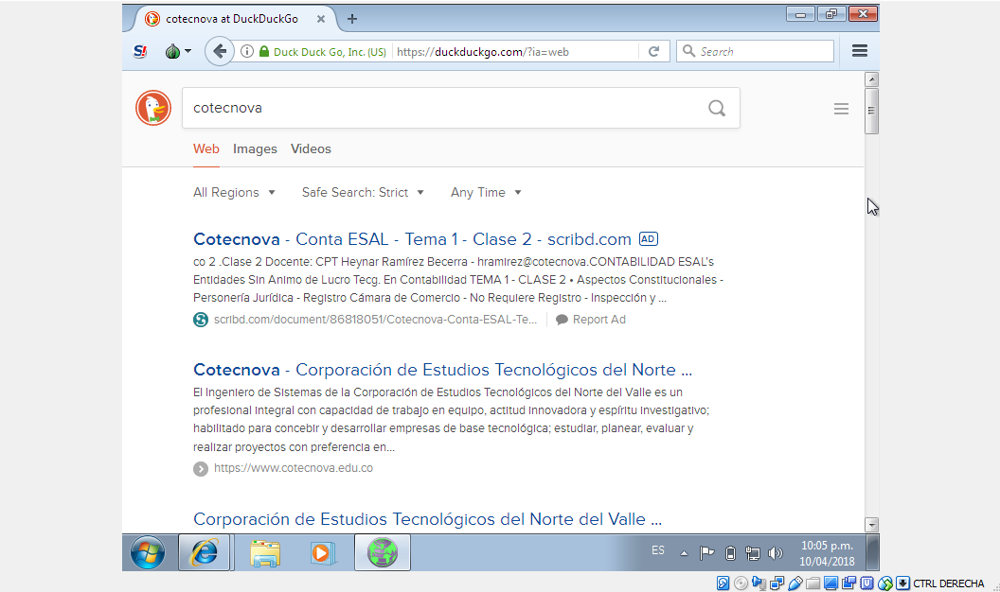 cotecnova at DuckDuckGo
S!
Duck Duck Go, Inc. (US)
https://duckduckgo.com/?ia=web
Search
cotecnova
Web Images Videos
All Regions Safe Search: Strict Any Time
Cotecnova - Conta ESAL - Tema 1 - Clase 2 - scribd.com AD
co 2 .Clase 2 Docente: CPT Heynar Ramírez Becerra - hramirez@cotecnova.CONTABILIDAD ESAL's
Entidades Sin Animo de Lucro Tecg. En Contabilidad TEMA 1 - CLASE 2 • Aspectos Constitucionales -
Personería Jurídica - Registro Cámara de Comercio - No Requiere Registro - Inspección y ...
scribd.com/document/86818051/Cotecnova-Conta-ESAL-Te... Report Ad
Cotecnova - Corporación de Estudios Tecnológicos del Norte ...
El Ingeniero de Sistemas de la Corporación de Estudios Tecnológicos del Norte del Valle es un
profesional integral con capacidad de trabajo en equipo, actitud innovadora y espíritu investigativo;
habilitado para concebir y desarrollar empresas de base tecnológica; estudiar, planear, evaluar y
realizar proyectos con preferencia en...
https://www.cotecnova.edu.co
Corporación de Estudios Tecnológicos del Norte del Valle ...
ES
10:05 p.m.
10/04/2018
CTRL DERECHA